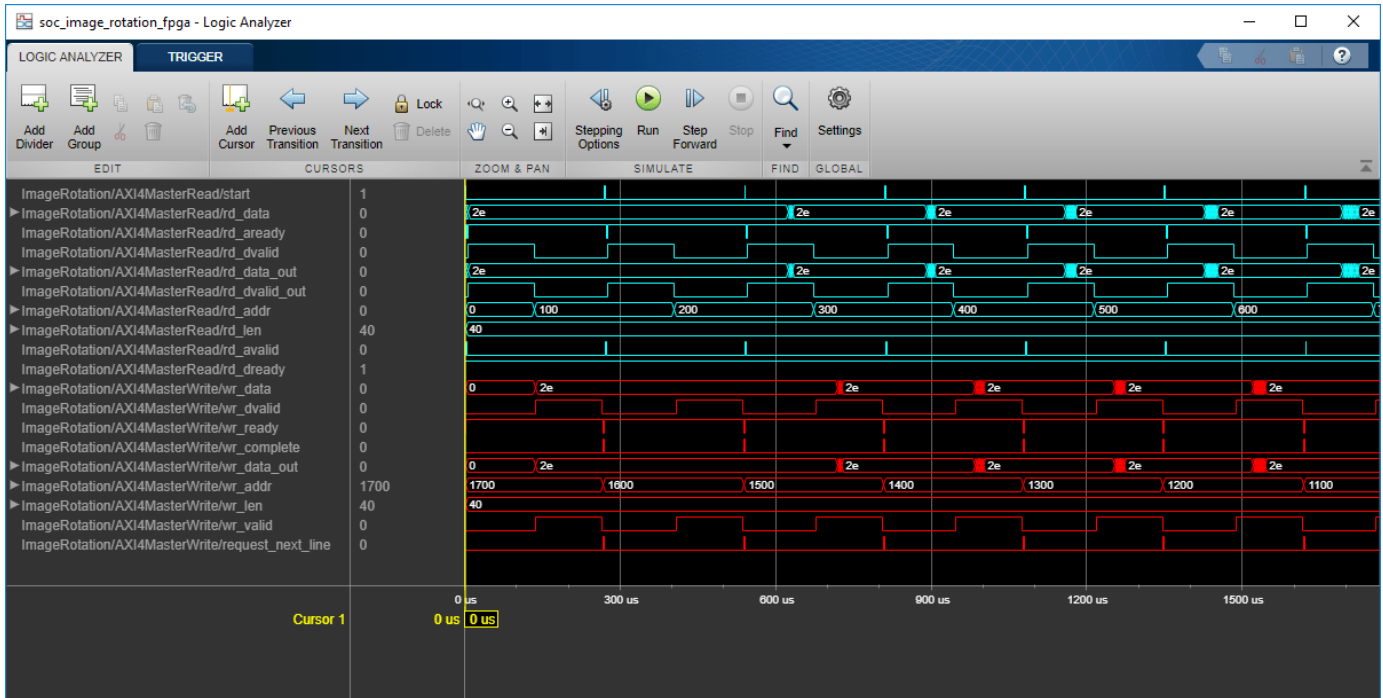 soc_image_rotation_fpga - Logic Analyzer
LOGIC ANALYZER TRIGGER ?
Add Divider Add Group Add Cursor Previous Transition Next Transition Lock Delete Stepping Options Run Step Forward Stop Find Settings
EDIT CURSORS ZOOM & PAN SIMULATE FIND GLOBAL
ImageRotation/AXI4MasterRead/start 1
ImageRotation/AXI4MasterRead/rd_data 0 2e 2e 2e 2e 2e 2e
ImageRotation/AXI4MasterRead/rd_aready 0
ImageRotation/AXI4MasterRead/rd_dvalid 0
ImageRotation/AXI4MasterRead/rd_data_out 0 2e 2e 2e 2e 2e 2e
ImageRotation/AXI4MasterRead/rd_dvalid_out 0
ImageRotation/AXI4MasterRead/rd_addr 0 0 100 200 300 400 500 600
ImageRotation/AXI4MasterRead/rd_len 40 40
ImageRotation/AXI4MasterRead/rd_avalid 0
ImageRotation/AXI4MasterRead/rd_dready 1
ImageRotation/AXI4MasterWrite/wr_data 0 0 2e 2e 2e 2e 2e
ImageRotation/AXI4MasterWrite/wr_dvalid 0
ImageRotation/AXI4MasterWrite/wr_ready 0
ImageRotation/AXI4MasterWrite/wr_complete 0
ImageRotation/AXI4MasterWrite/wr_data_out 0 0 2e 2e 2e 2e 2e
ImageRotation/AXI4MasterWrite/wr_addr 1700 1700 1600 1500 1400 1300 1200 1100
ImageRotation/AXI4MasterWrite/wr_len 40 40
ImageRotation/AXI4MasterWrite/wr_valid 0
ImageRotation/AXI4MasterWrite/request_next_line 0
0 us 300 us 600 us 900 us 1200 us 1500 us
Cursor 1 0 us 0 us